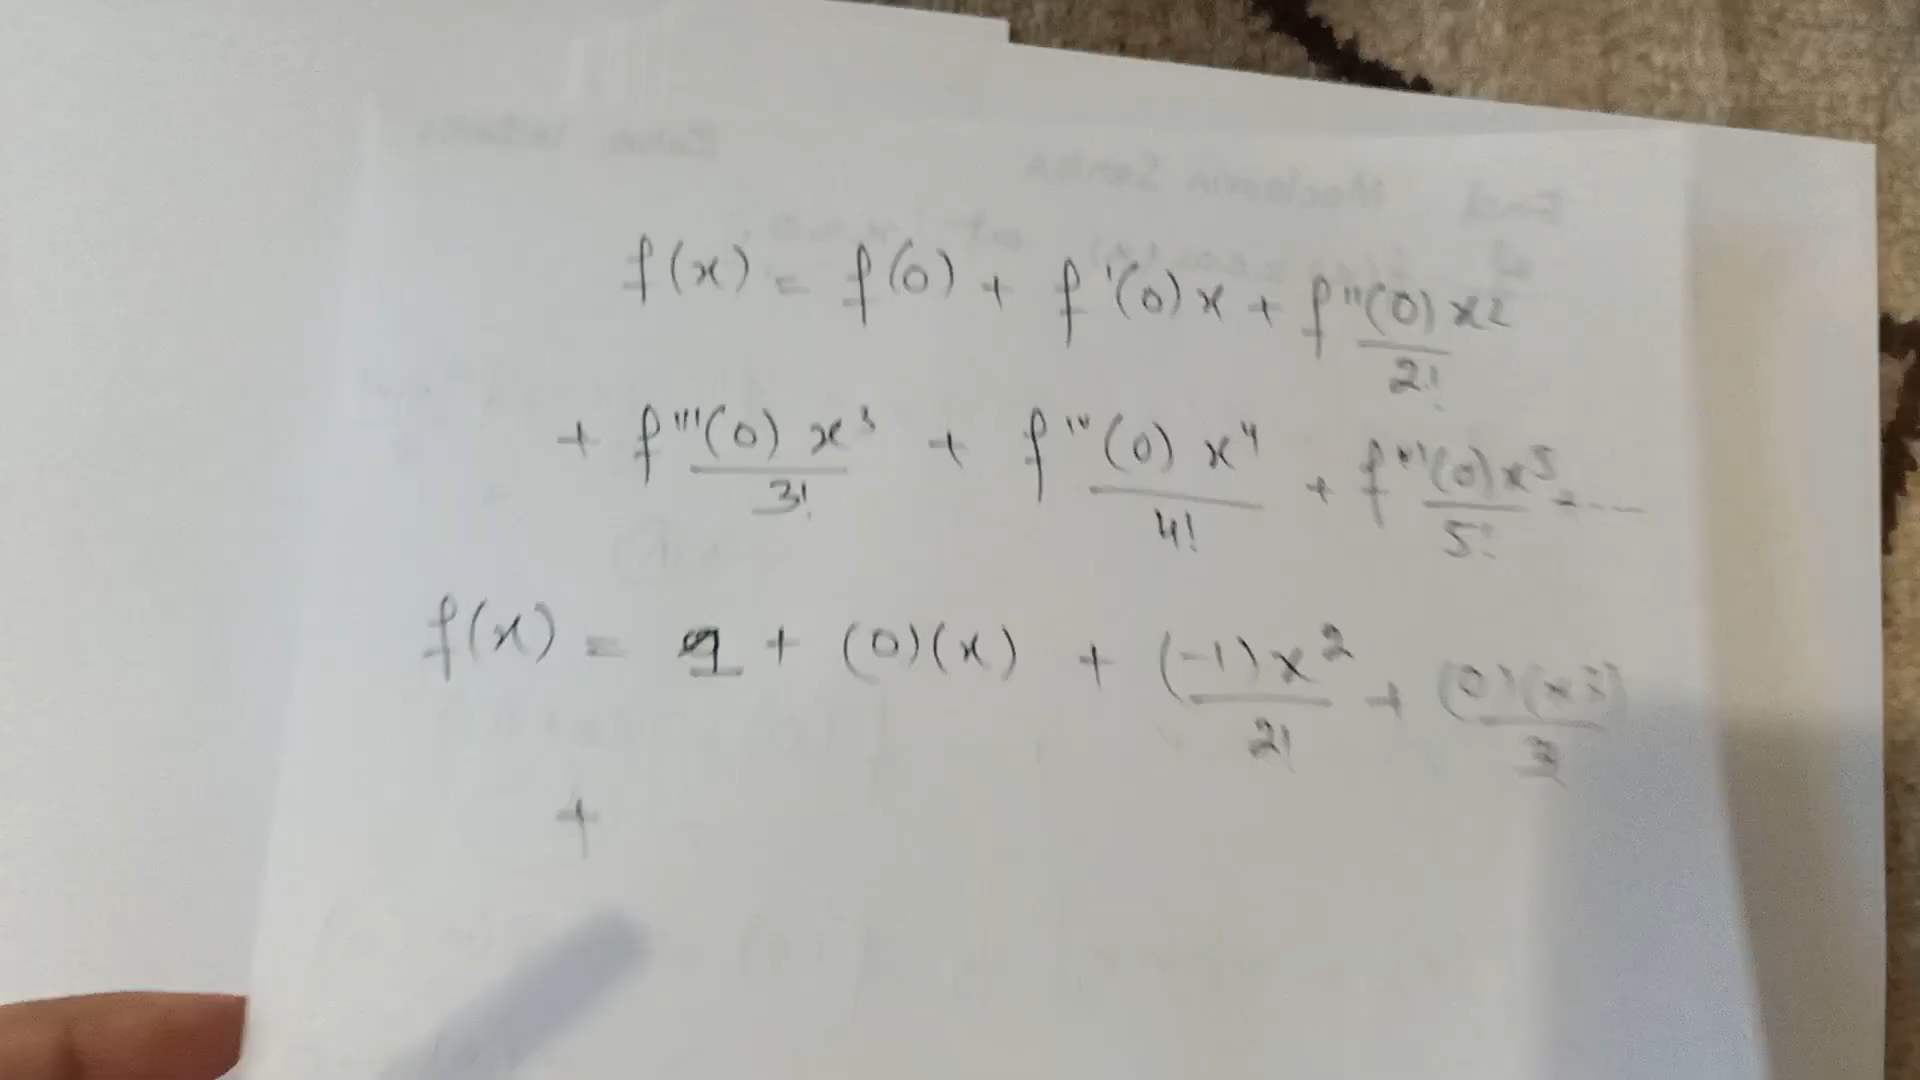 f(x) = f(0) + f'(0)x + f''(0)x²/2!
+ f'''(0) x³/3! + f''''(0) x⁴/4! + f'''''(0)x⁵/5! + ....
f(x) = 1 + (0)(x) + (-1)x²/2! + (0)(x³)/3
+